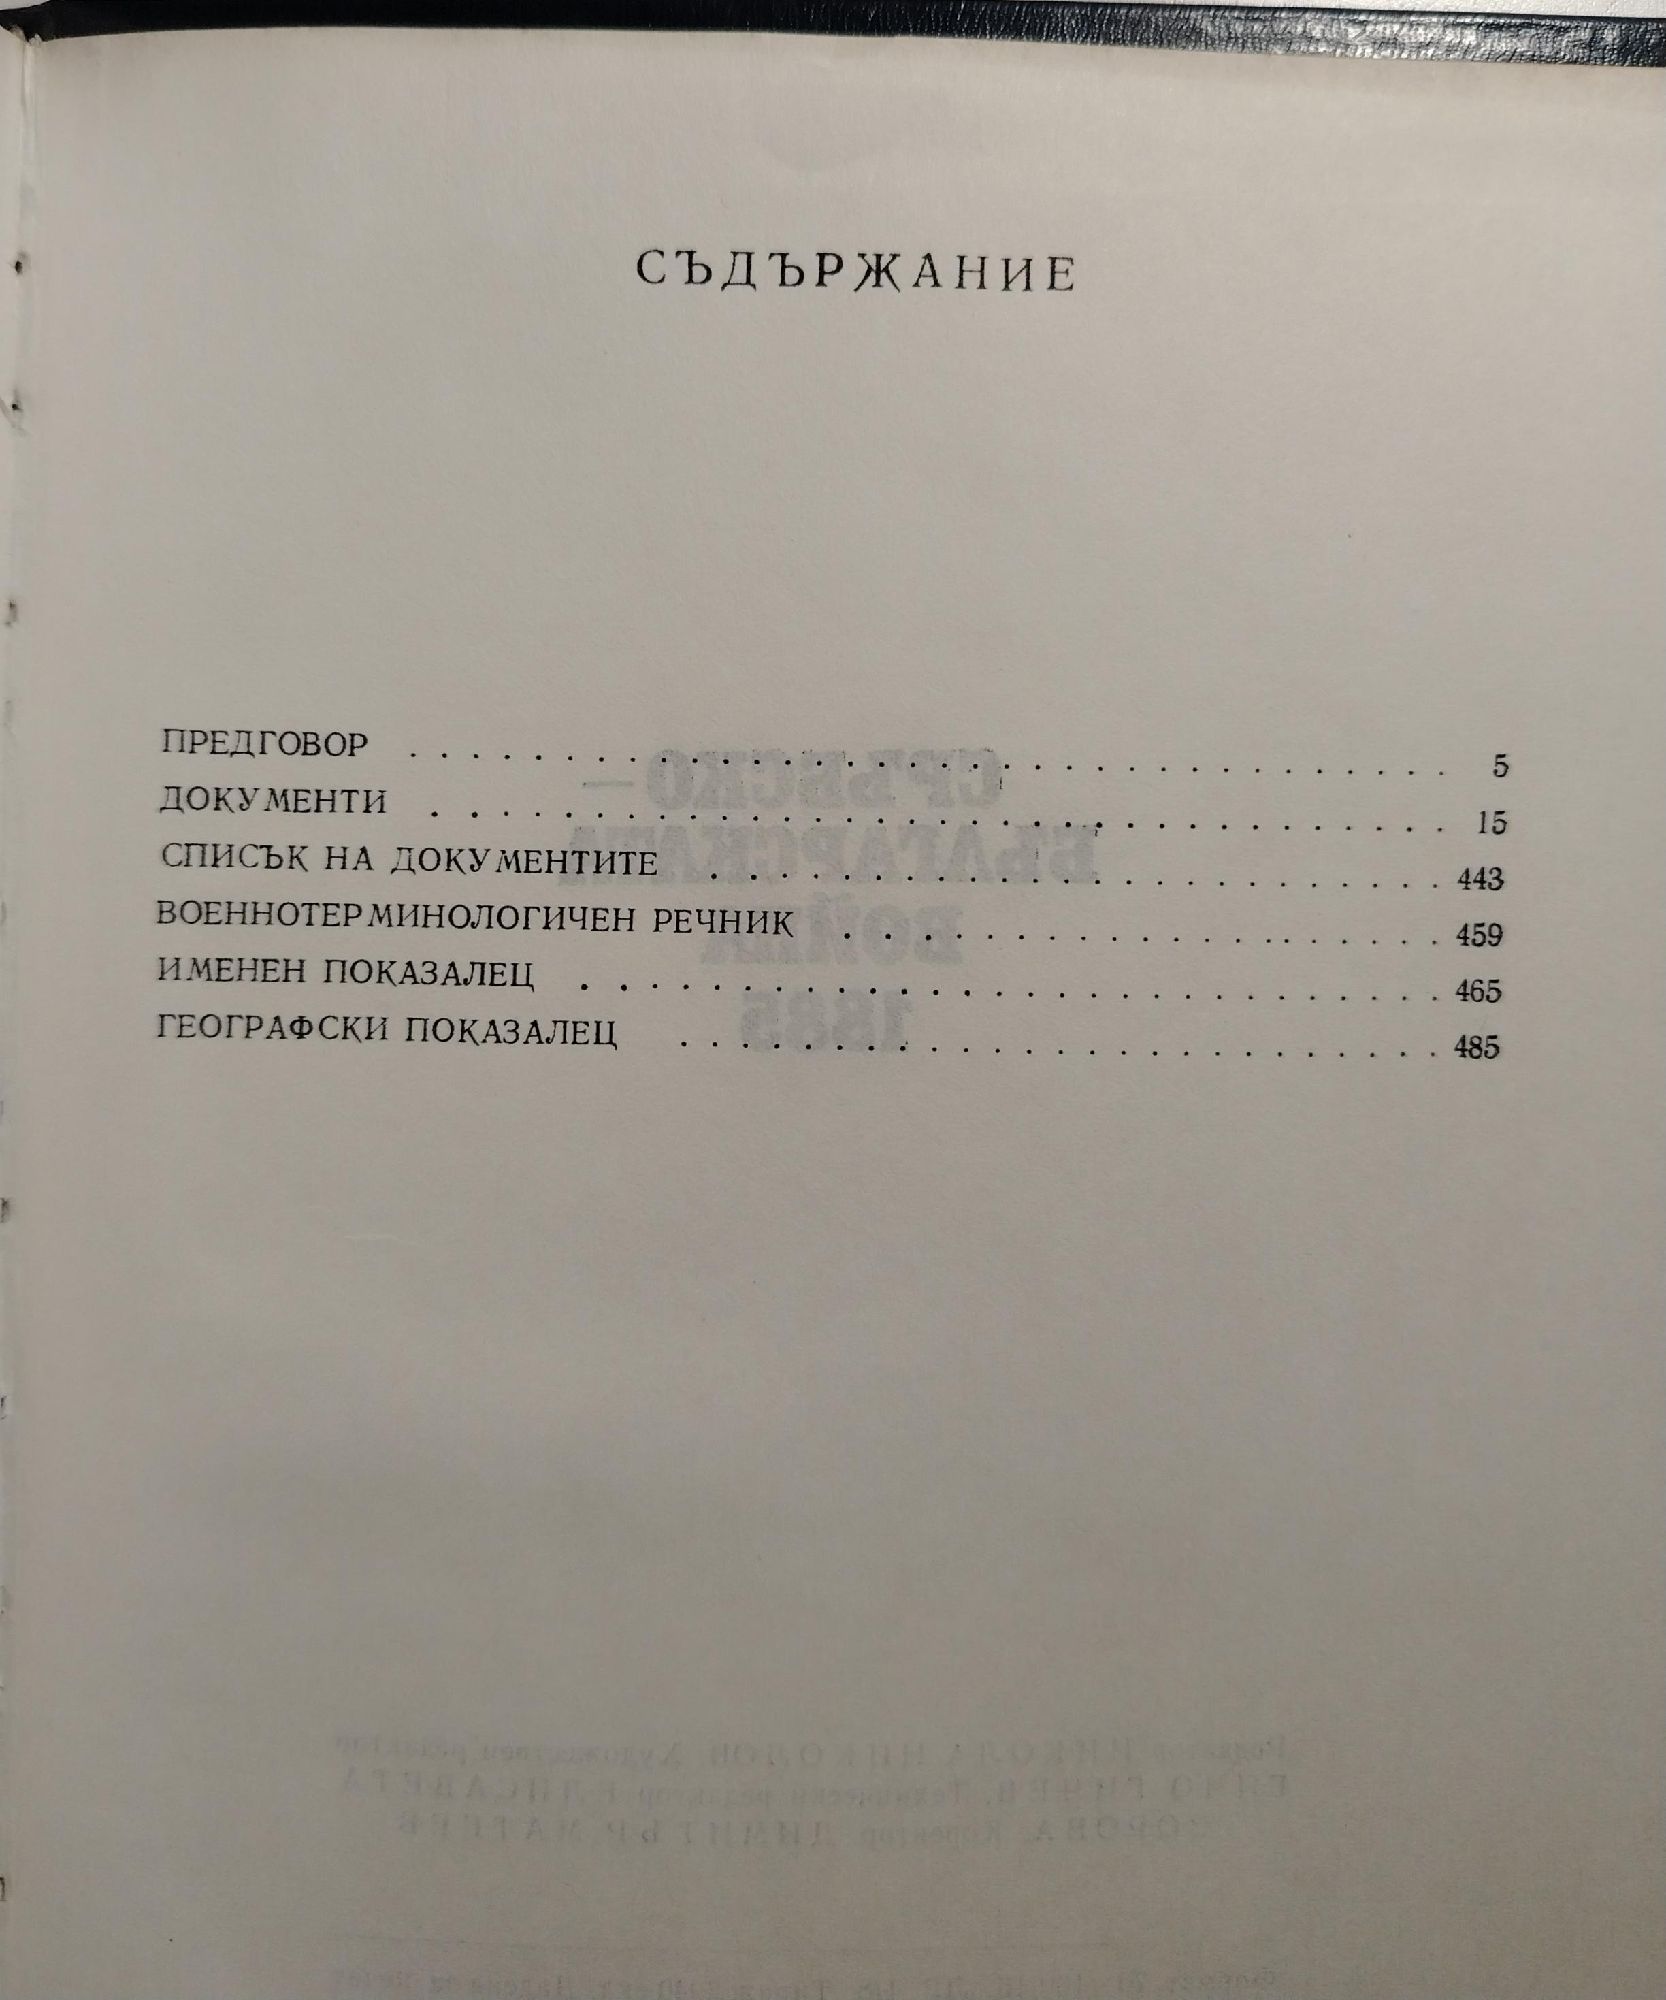 СЪДЪРЖАНИЕ
ПРЕДГОВОР . . . . . . . . . . . . . . . . . . . . . . . . . . . . . . . . . . 5
ДОКУМЕНТИ . . . . . . . . . . . . . . . . . . . . . . . . . . . . . . . . . . 15
СПИСЪК НА ДОКУМЕНТИТЕ . . . . . . . . . . . . . . . . . . . . . . . . 443
ВОЕННОТЕРМИНОЛОГИЧЕН РЕЧНИК . . . . . . . . . . . . . . . . . . . . 459
ИМЕНЕН ПОКАЗАЛЕЦ . . . . . . . . . . . . . . . . . . . . . . . . . . . . 465
ГЕОГРАФСКИ ПОКАЗАЛЕЦ . . . . . . . . . . . . . . . . . . . . . . . . . 485